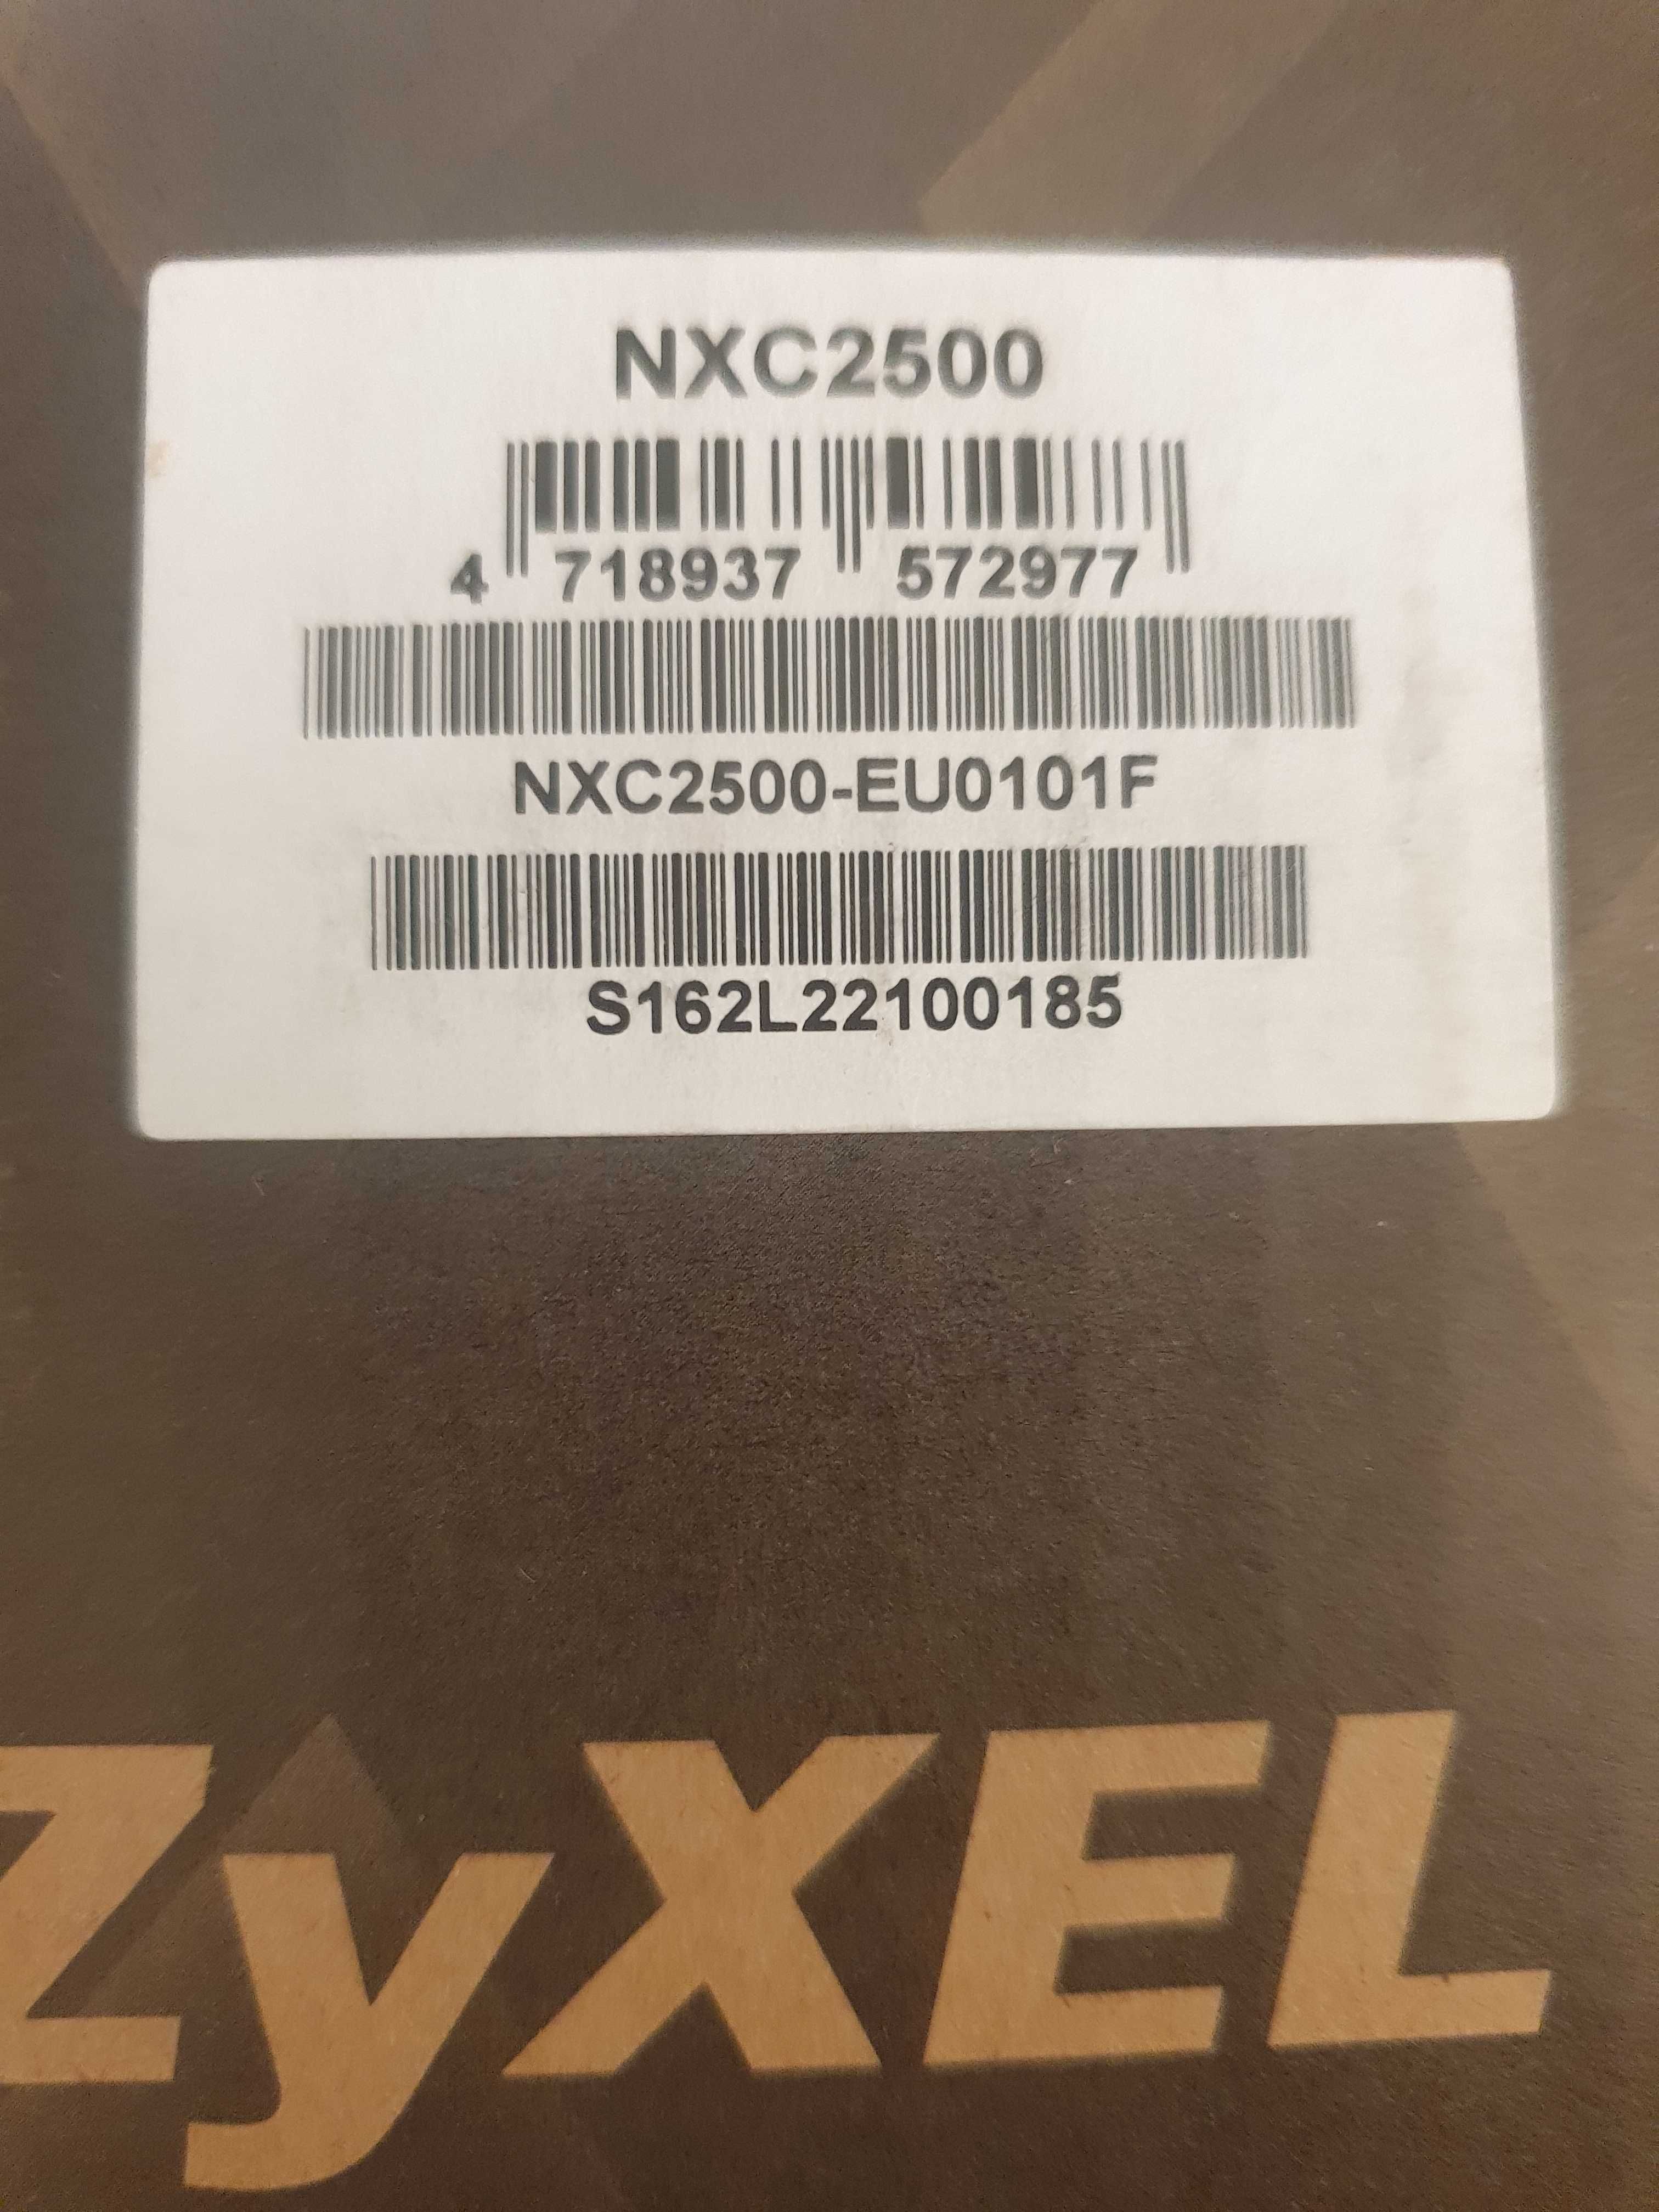 NXC2500
4 718937 572977
NXC2500-EU0101F
S162L22100185
ZyXEL